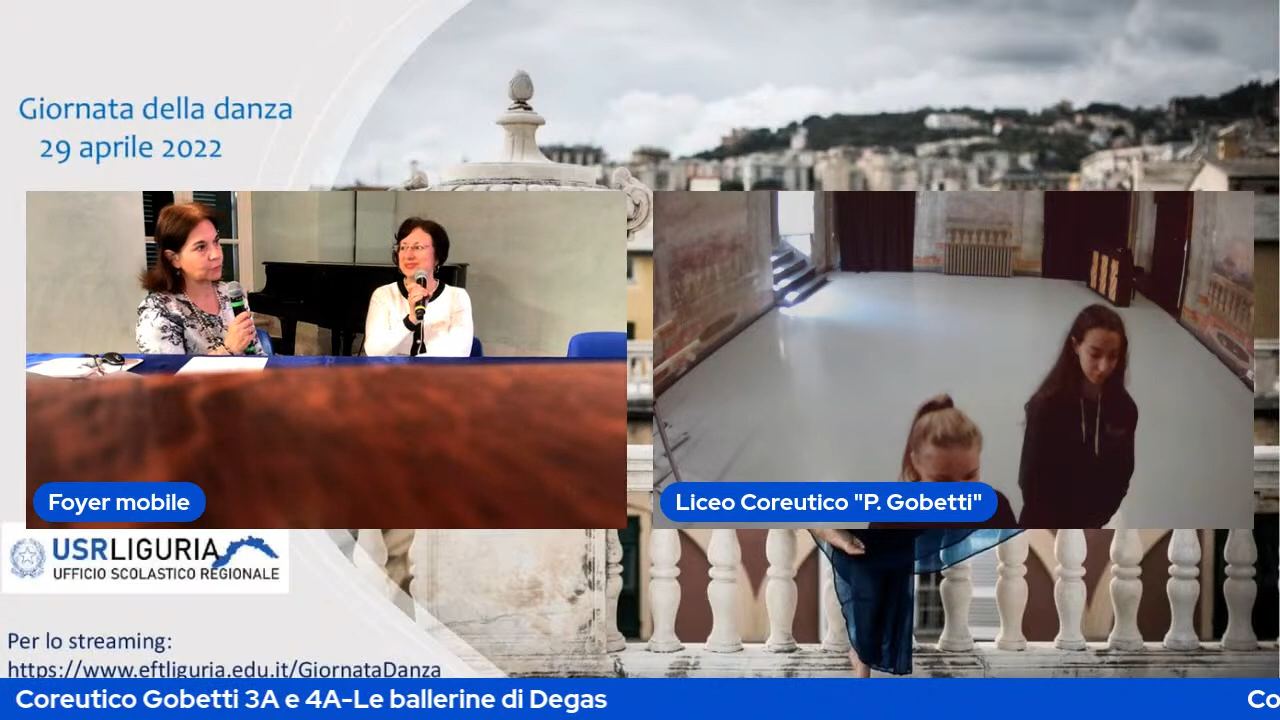 Giornata della danza
29 aprile 2022
Foyer mobile
Liceo Coreutico "P. Gobetti"
USRLIGURIA
UFFICIO SCOLASTICO REGIONALE
Per lo streaming:
https://www.eftliguria.edu.it/GiornataDanza
Coreutico Gobetti 3A e 4A-Le ballerine di Degas
Co